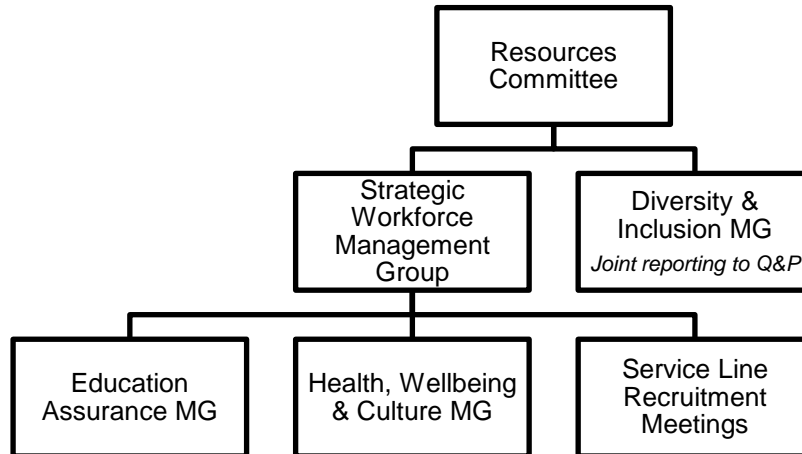 Resources
Committee
Strategic
Workforce
Management
Group
Diversity &
Inclusion MG
Joint reporting to Q&P
Education
Assurance MG
Health, Wellbeing
& Culture MG
Service Line
Recruitment
Meetings